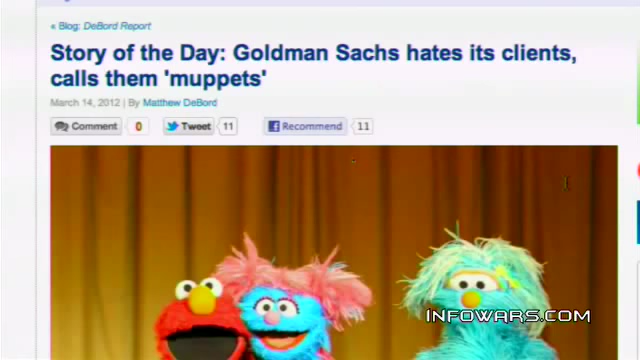 « Blog: DeBord Report
Story of the Day: Goldman Sachs hates its clients,
calls them 'muppets'
March 14, 2012 | By Matthew DeBord
Comment 0 Tweet 11 Recommend 11
INFOWARS.COM